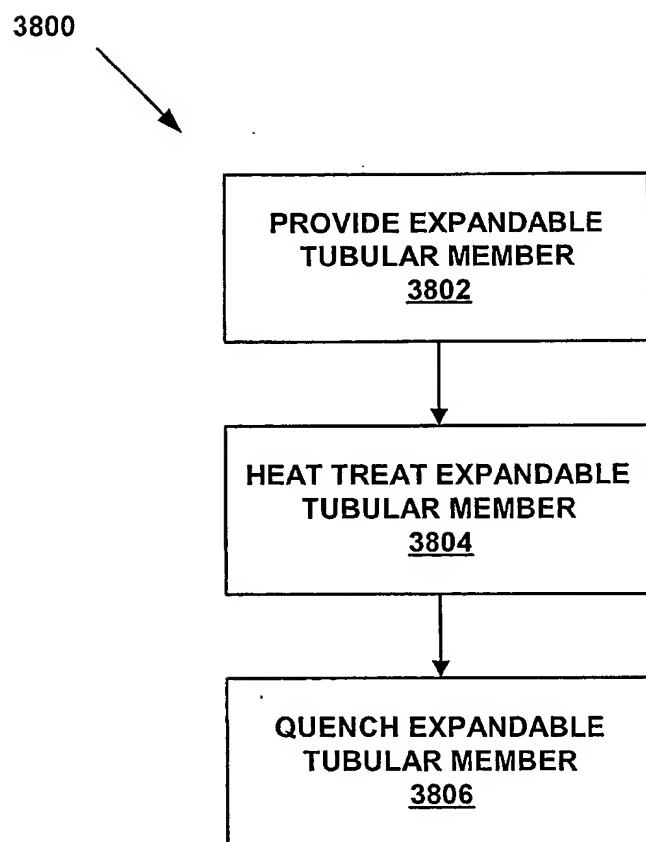 3800
PROVIDE EXPANDABLE
TUBULAR MEMBER
3802
HEAT TREAT EXPANDABLE
TUBULAR MEMBER
3804
QUENCH EXPANDABLE
TUBULAR MEMBER
3806